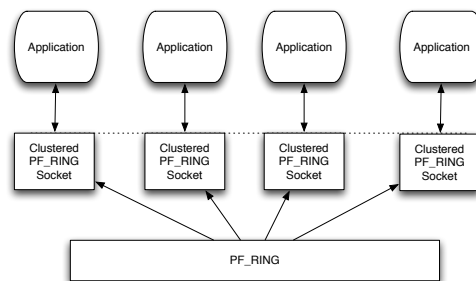 Application
Application
Application
Application
Clustered
PF_RING
Socket
Clustered
PF_RING
Socket
Clustered
PF_RING
Socket
Clustered
PF_RING
Socket
PF_RING